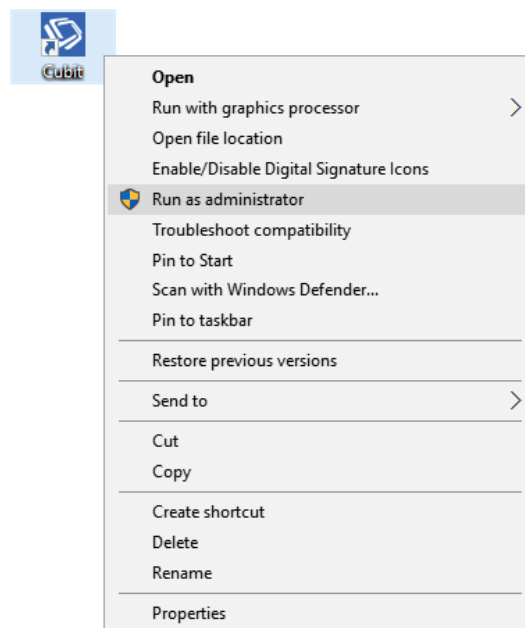 Cubit
Open
Run with graphics processor
Open file location
Enable/Disable Digital Signature Icons
Run as administrator
Troubleshoot compatibility
Pin to Start
Scan with Windows Defender...
Pin to taskbar
Restore previous versions
Send to
Cut
Copy
Create shortcut
Delete
Rename
Properties